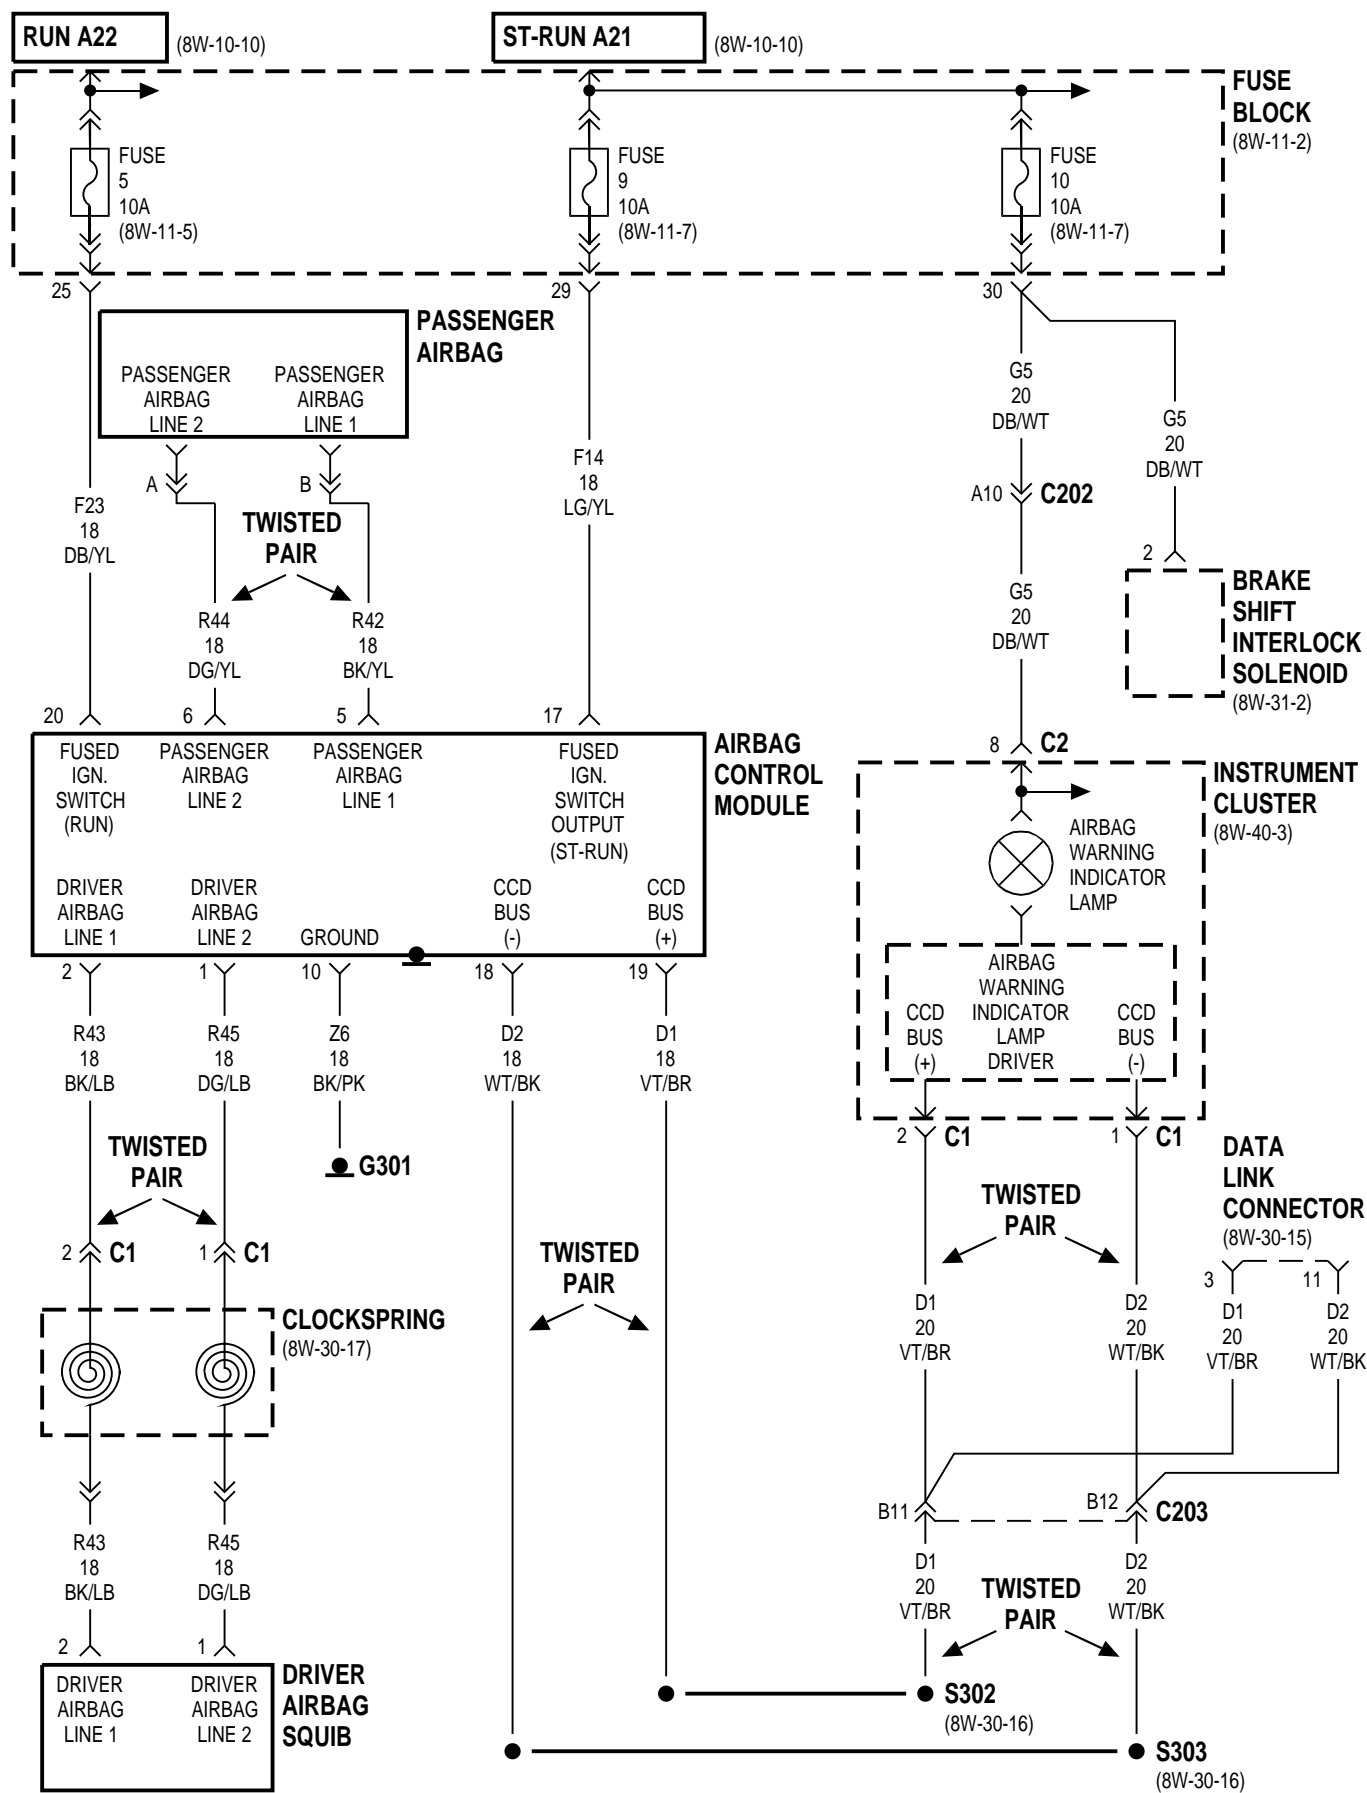 RUN A22
(8W-10-10)
ST-RUN A21
(8W-10-10)
FUSE
BLOCK
(8W-11-2)
FUSE
5
10A
(8W-11-5)
FUSE
9
10A
(8W-11-7)
FUSE
10
10A
(8W-11-7)
25
29
30
PASSENGER
AIRBAG
PASSENGER
AIRBAG
LINE 2
PASSENGER
AIRBAG
LINE 1
A
B
F23
18
DB/YL
TWISTED
PAIR
R44
18
DG/YL
R42
18
BK/YL
F14
18
LG/YL
G5
20
DB/WT
A10
C202
G5
20
DB/WT
G5
20
DB/WT
2
BRAKE
SHIFT
INTERLOCK
SOLENOID
(8W-31-2)
20
6
5
17
8
C2
FUSED
IGN.
SWITCH
(RUN)
PASSENGER
AIRBAG
LINE 2
PASSENGER
AIRBAG
LINE 1
FUSED
IGN.
SWITCH
OUTPUT
(ST-RUN)
AIRBAG
CONTROL
MODULE
DRIVER
AIRBAG
LINE 1
DRIVER
AIRBAG
LINE 2
GROUND
CCD
BUS
(-)
CCD
BUS
(+)
INSTRUMENT
CLUSTER
(8W-40-3)
AIRBAG
WARNING
INDICATOR
LAMP
CCD
BUS
(+)
AIRBAG
WARNING
INDICATOR
LAMP
DRIVER
CCD
BUS
(-)
2
1
10
18
19
R43
18
BK/LB
R45
18
DG/LB
Z6
18
BK/PK
D2
18
WT/BK
D1
18
VT/BR
G301
TWISTED
PAIR
2
C1
1
C1
2
C1
1
C1
DATA
LINK
CONNECTOR
(8W-30-15)
3
11
TWISTED
PAIR
TWISTED
PAIR
D1
20
VT/BR
D2
20
WT/BK
D1
20
VT/BR
D2
20
WT/BK
CLOCKSPRING
(8W-30-17)
B11
B12
C203
R43
18
BK/LB
R45
18
DG/LB
D1
20
VT/BR
D2
20
WT/BK
TWISTED
PAIR
2
1
DRIVER
AIRBAG
LINE 1
DRIVER
AIRBAG
LINE 2
DRIVER
AIRBAG
SQUIB
S302
(8W-30-16)
S303
(8W-30-16)